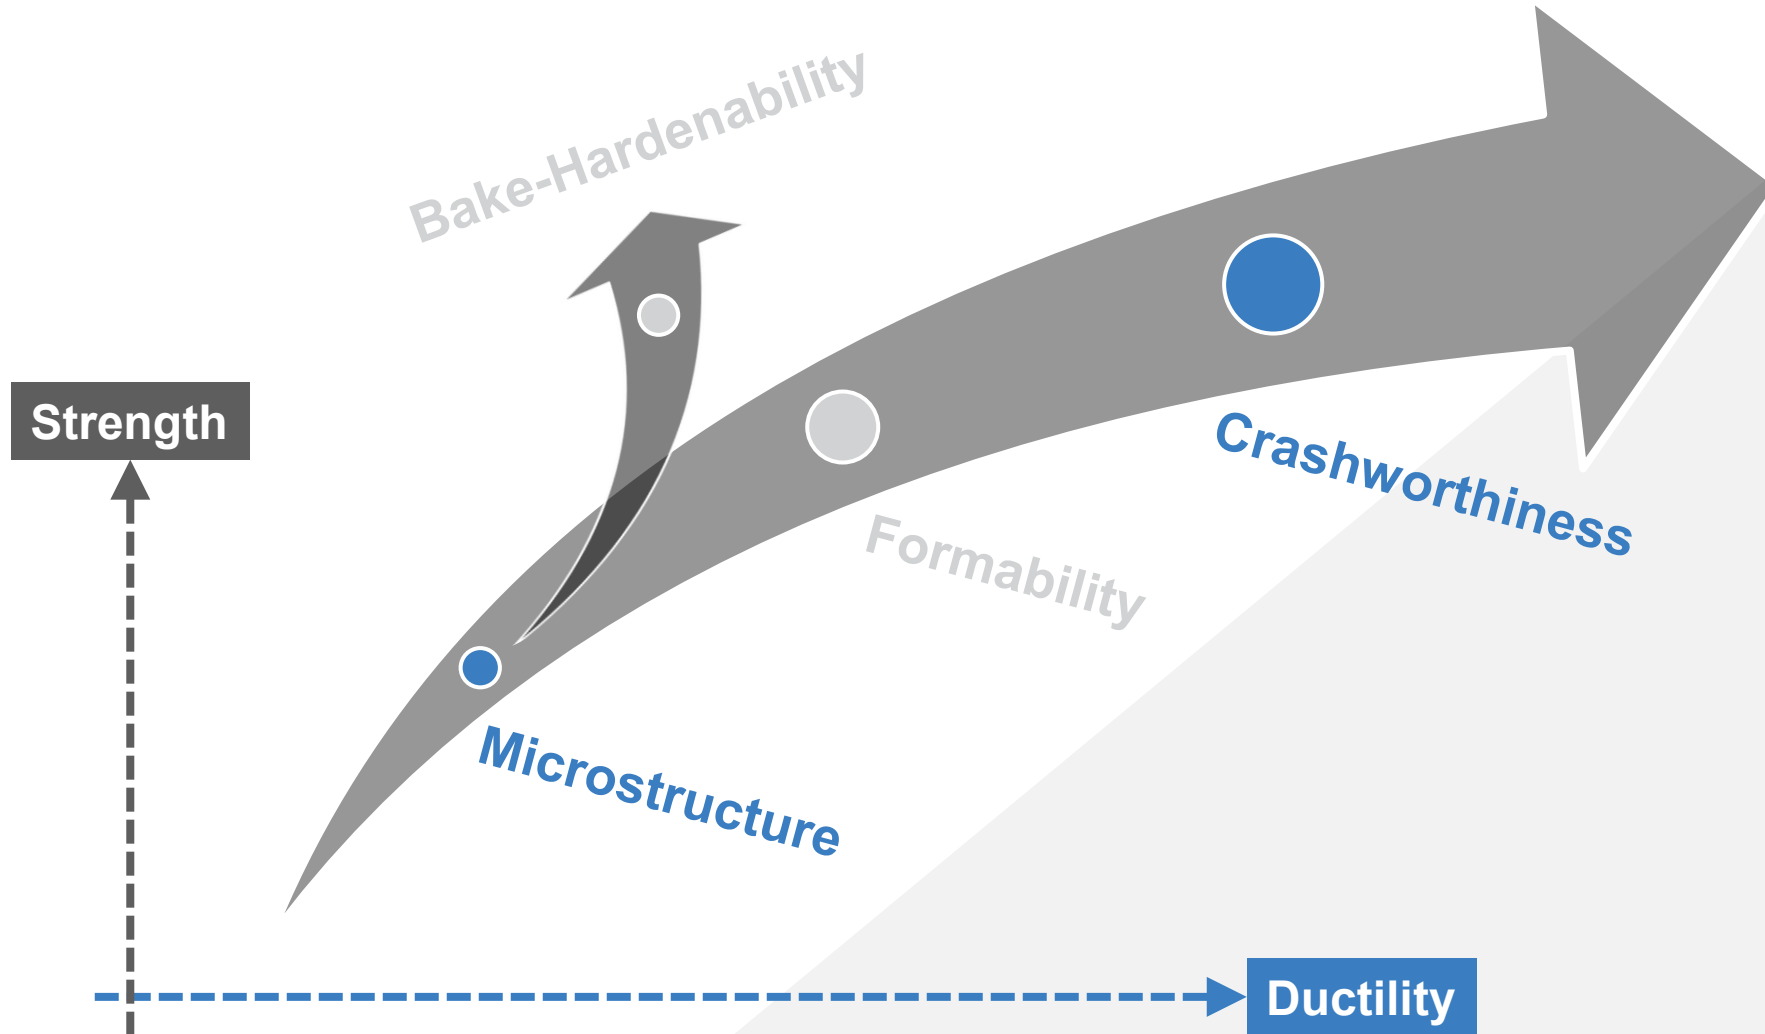 Bake-Hardenability
Strength
Crashworthiness
Formability
Microstructure
Ductility